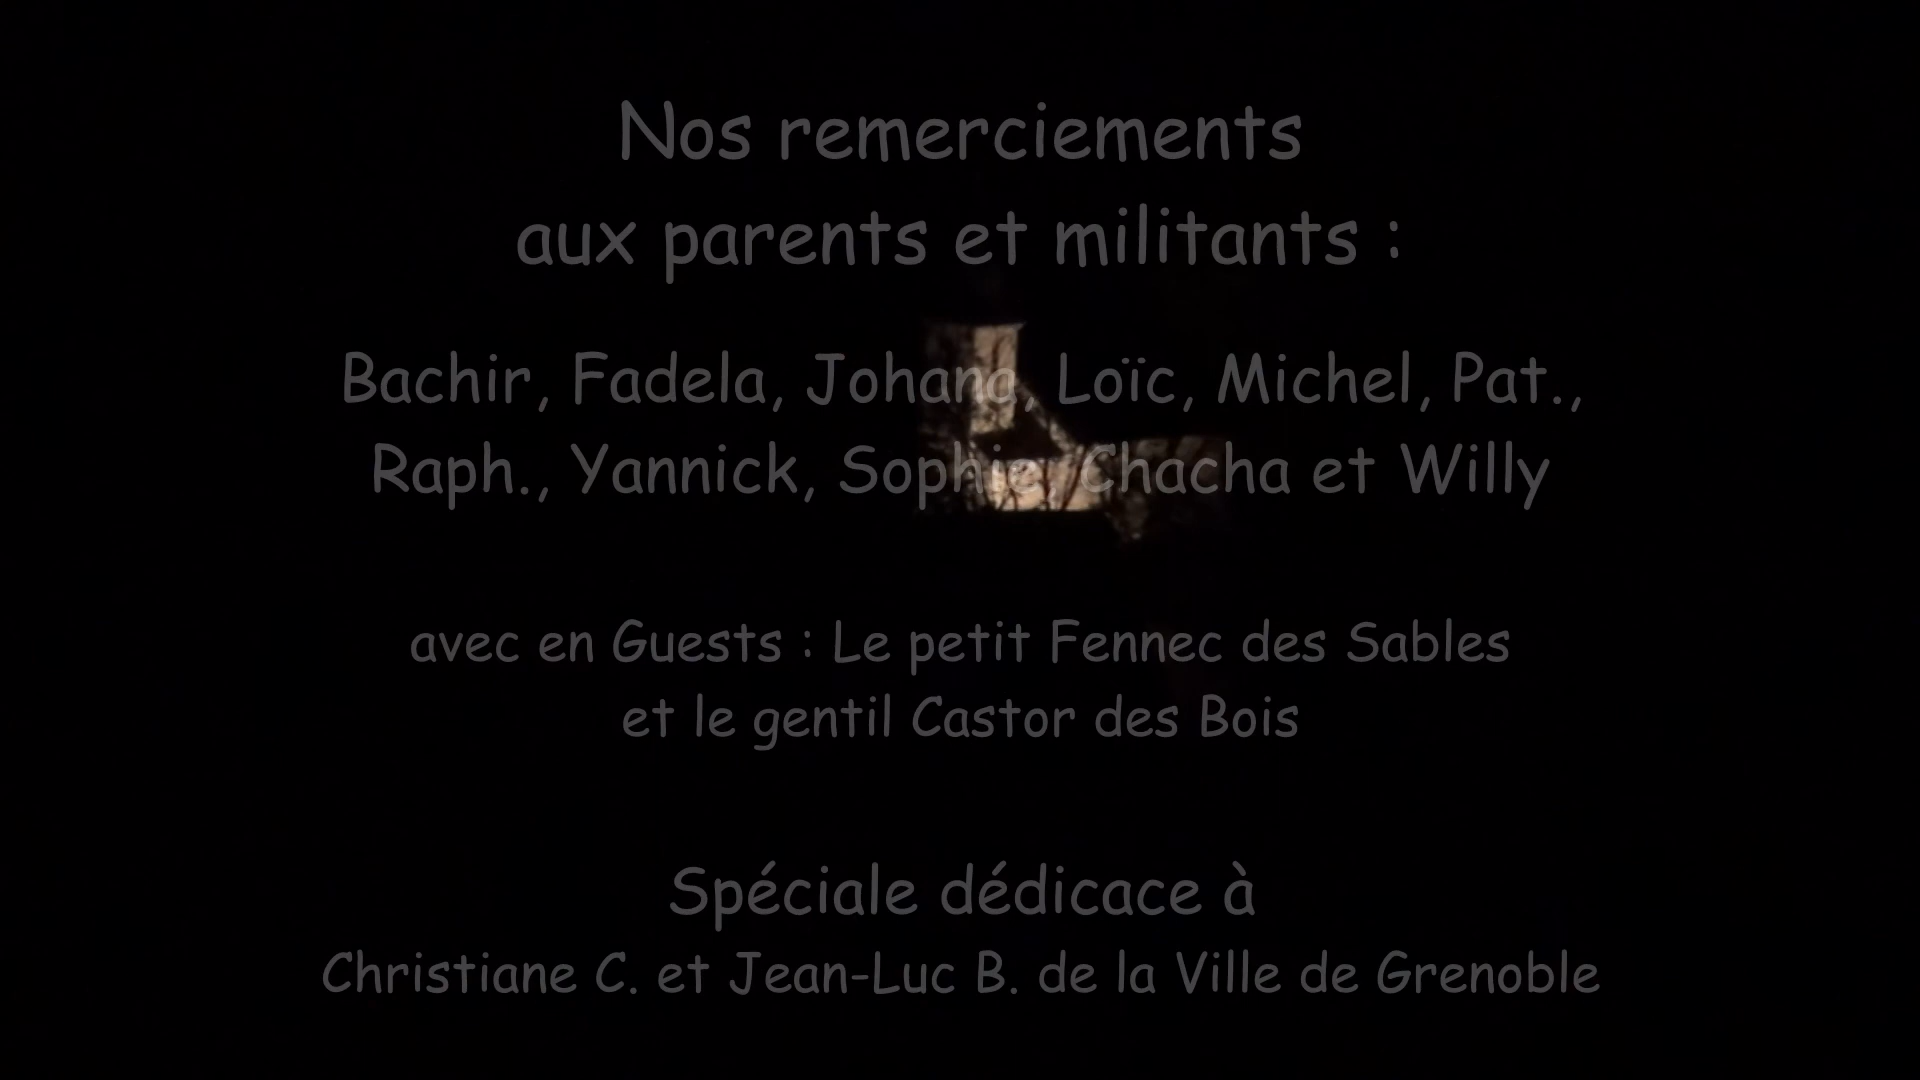 Nos remerciements
aux parents et militants :
Bachir, Fadela, Johana, Loïc, Michel, Pat.,
Raph., Yannick, Sophie, Chacha et Willy
avec en Guests : Le petit Fennec des Sables
et le gentil Castor des Bois
Spéciale dédicace à
Christiane C. et Jean-Luc B. de la Ville de Grenoble